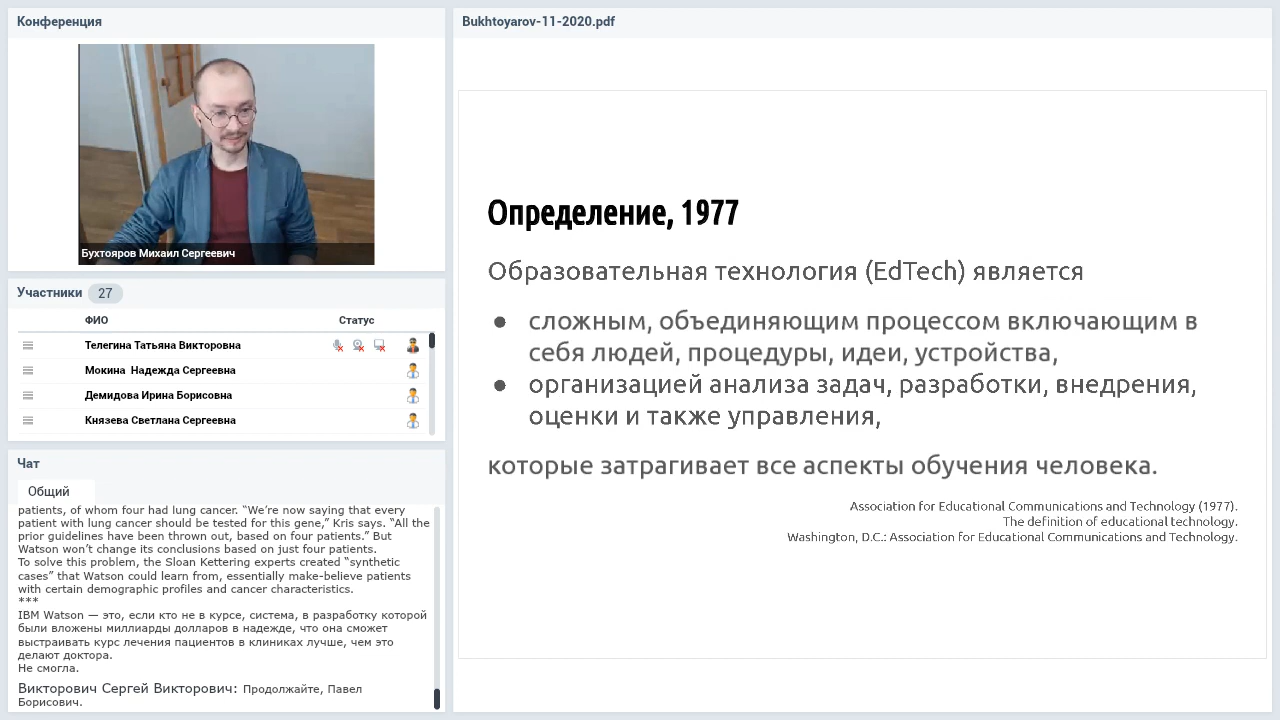 Конференция
Бухтояров Михаил Сергеевич
Участники 27
ФИО Статус
Телегина Татьяна Викторовна
Мокина Надежда Сергеевна
Демидова Ирина Борисовна
Князева Светлана Сергеевна
Чат
Общий
patients, of whom four had lung cancer. “We’re now saying that every
patient with lung cancer should be tested for this gene,” Kris says. “All the
prior guidelines have been thrown out, based on four patients.” But
Watson won’t change its conclusions based on just four patients.
To solve this problem, the Sloan Kettering experts created “synthetic
cases” that Watson could learn from, essentially make-believe patients
with certain demographic profiles and cancer characteristics.
***
IBM Watson — это, если кто не в курсе, система, в разработку которой
были вложены миллиарды долларов в надежде, что она сможет
выстраивать курс лечения пациентов в клиниках лучше, чем это
делают доктора.
Не смогла.
Викторович Сергей Викторович: Продолжайте, Павел
Борисович.
Bukhtoyarov-11-2020.pdf
Определение, 1977
Образовательная технология (EdTech) является
● сложным, объединяющим процессом включающим в
себя людей, процедуры, идеи, устройства,
● организацией анализа задач, разработки, внедрения,
оценки и также управления,
которые затрагивает все аспекты обучения человека.
Association for Educational Communications and Technology (1977).
The definition of educational technology.
Washington, D.C.: Association for Educational Communications and Technology.